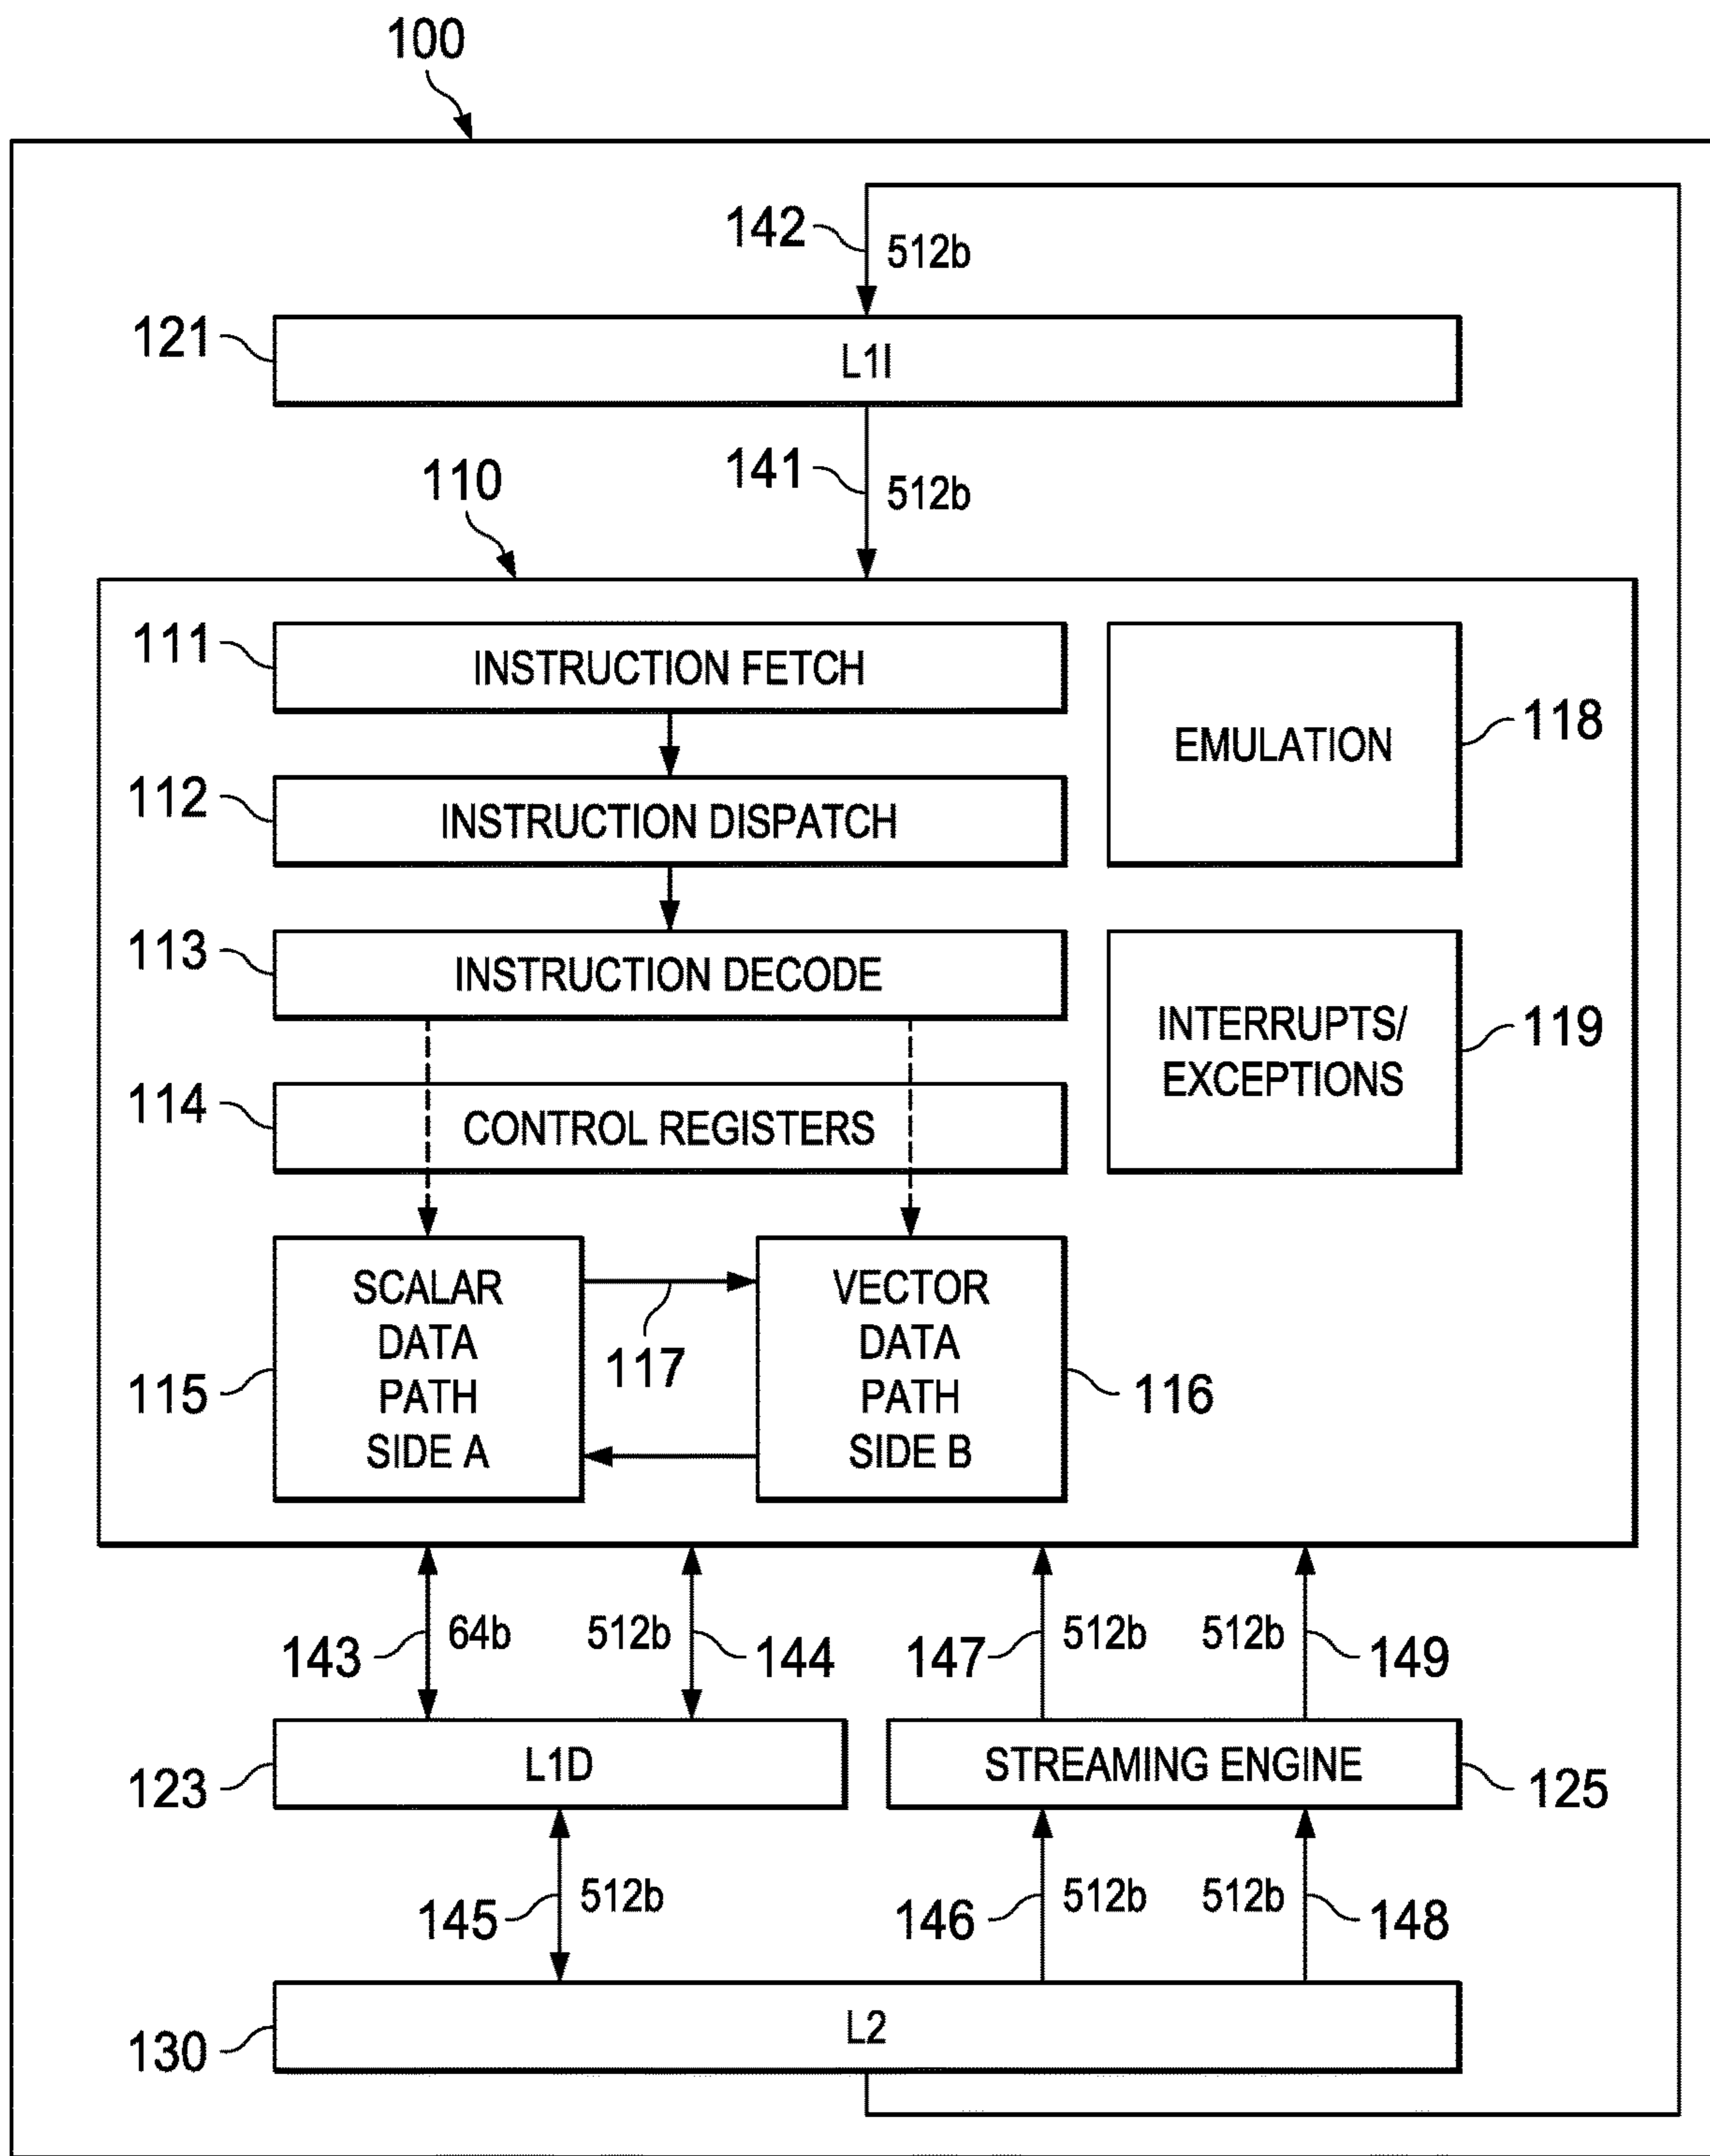 100
142
512b
121
L1I
141
512b
110
111
INSTRUCTION FETCH
118
EMULATION
112
INSTRUCTION DISPATCH
113
INSTRUCTION DECODE
119
INTERRUPTS/
EXCEPTIONS
114
CONTROL REGISTERS
115
SCALAR
DATA
PATH
SIDE A
117
VECTOR
DATA
PATH
SIDE B
116
143
64b
512b
144
147
512b
512b
149
123
L1D
STREAMING ENGINE
125
145
512b
146
512b
512b
148
130
L2